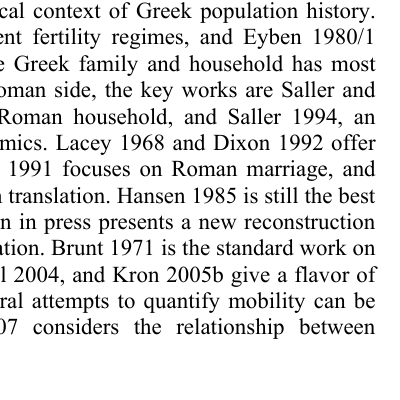 cal context of Greek population history.
ent fertility regimes, and Eyben 1980/1
e Greek family and household has most
oman side, the key works are Saller and
Roman household, and Saller 1994, an
mics. Lacey 1968 and Dixon 1992 offer
1991 focuses on Roman marriage, and
translation. Hansen 1985 is still the best
n in press presents a new reconstruction
ation. Brunt 1971 is the standard work on
l 2004, and Kron 2005b give a flavor of
ral attempts to quantify mobility can be
07 considers the relationship between